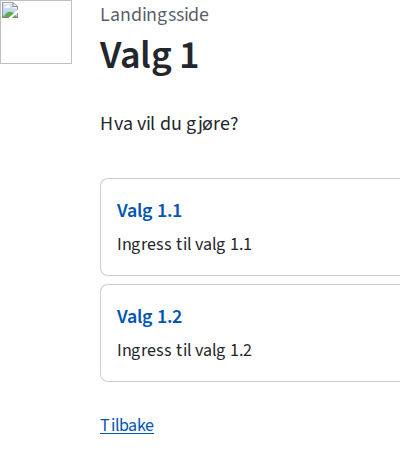 Landingsside
Valg 1
Hva vil du gjøre?
Valg 1.1
Ingress til valg 1.1
Valg 1.2
Ingress til valg 1.2
Tilbake